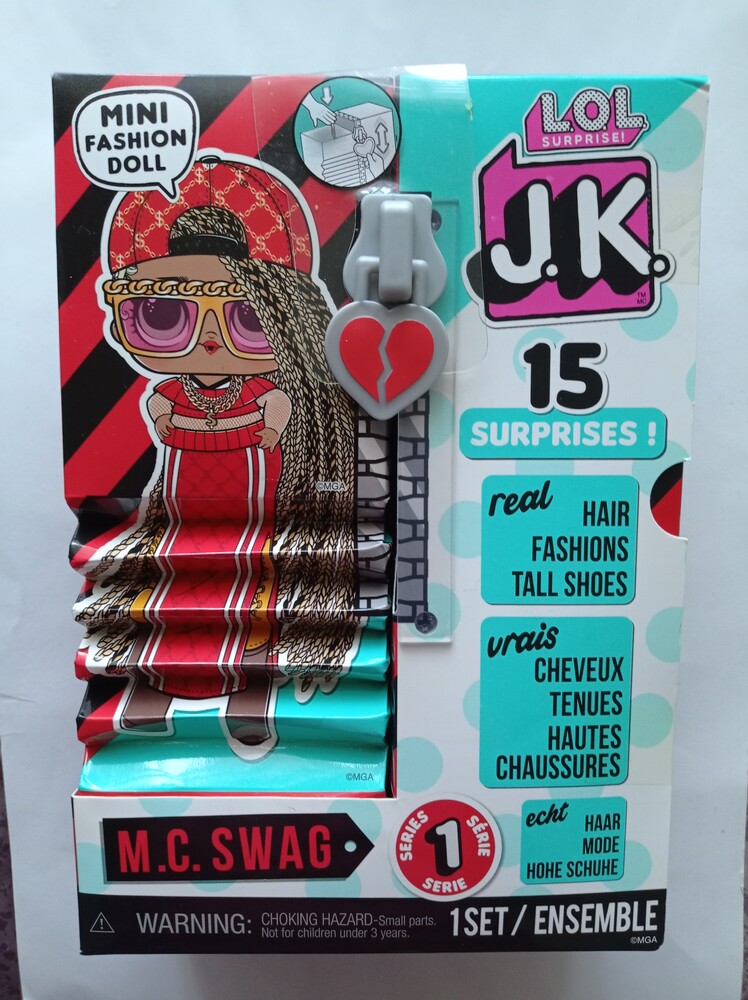 MINI
FASHION
DOLL
L.O.L.
SURPRISE!
J.K.
TM
MC
15
SURPRISES!
real
HAIR
FASHIONS
TALL SHOES
©MGA
vrais
CHEVEUX
TENUES
HAUTES
CHAUSSURES
©MGA
echt
HAAR
MODE
HOHE SCHUHE
M.C. SWAG
SERIES
SÉRIE
1
SERIE
WARNING: CHOKING HAZARD-Small parts.
Not for children under 3 years.
1 SET / ENSEMBLE
©MGA